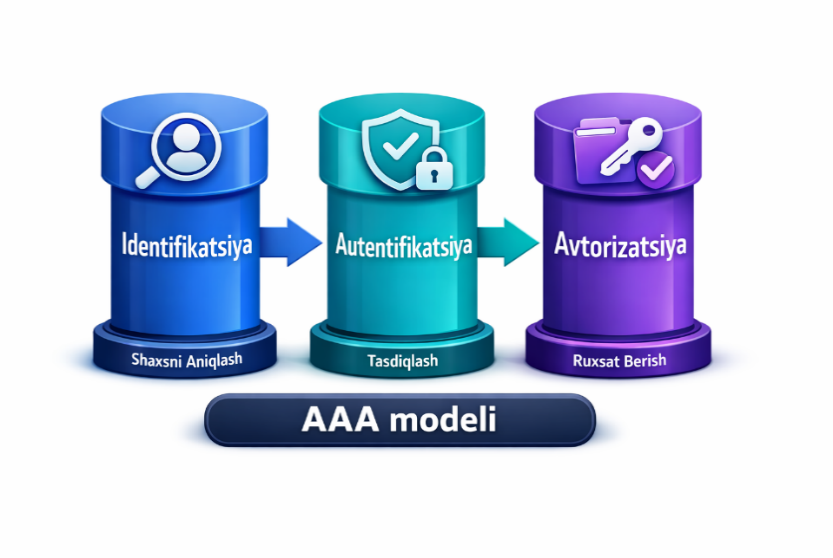 Identifikatsiya
Autentifikatsiya
Avtorizatsiya
Shaxsni Aniqlash
Tasdiqlash
Ruxsat Berish
AAA modeli